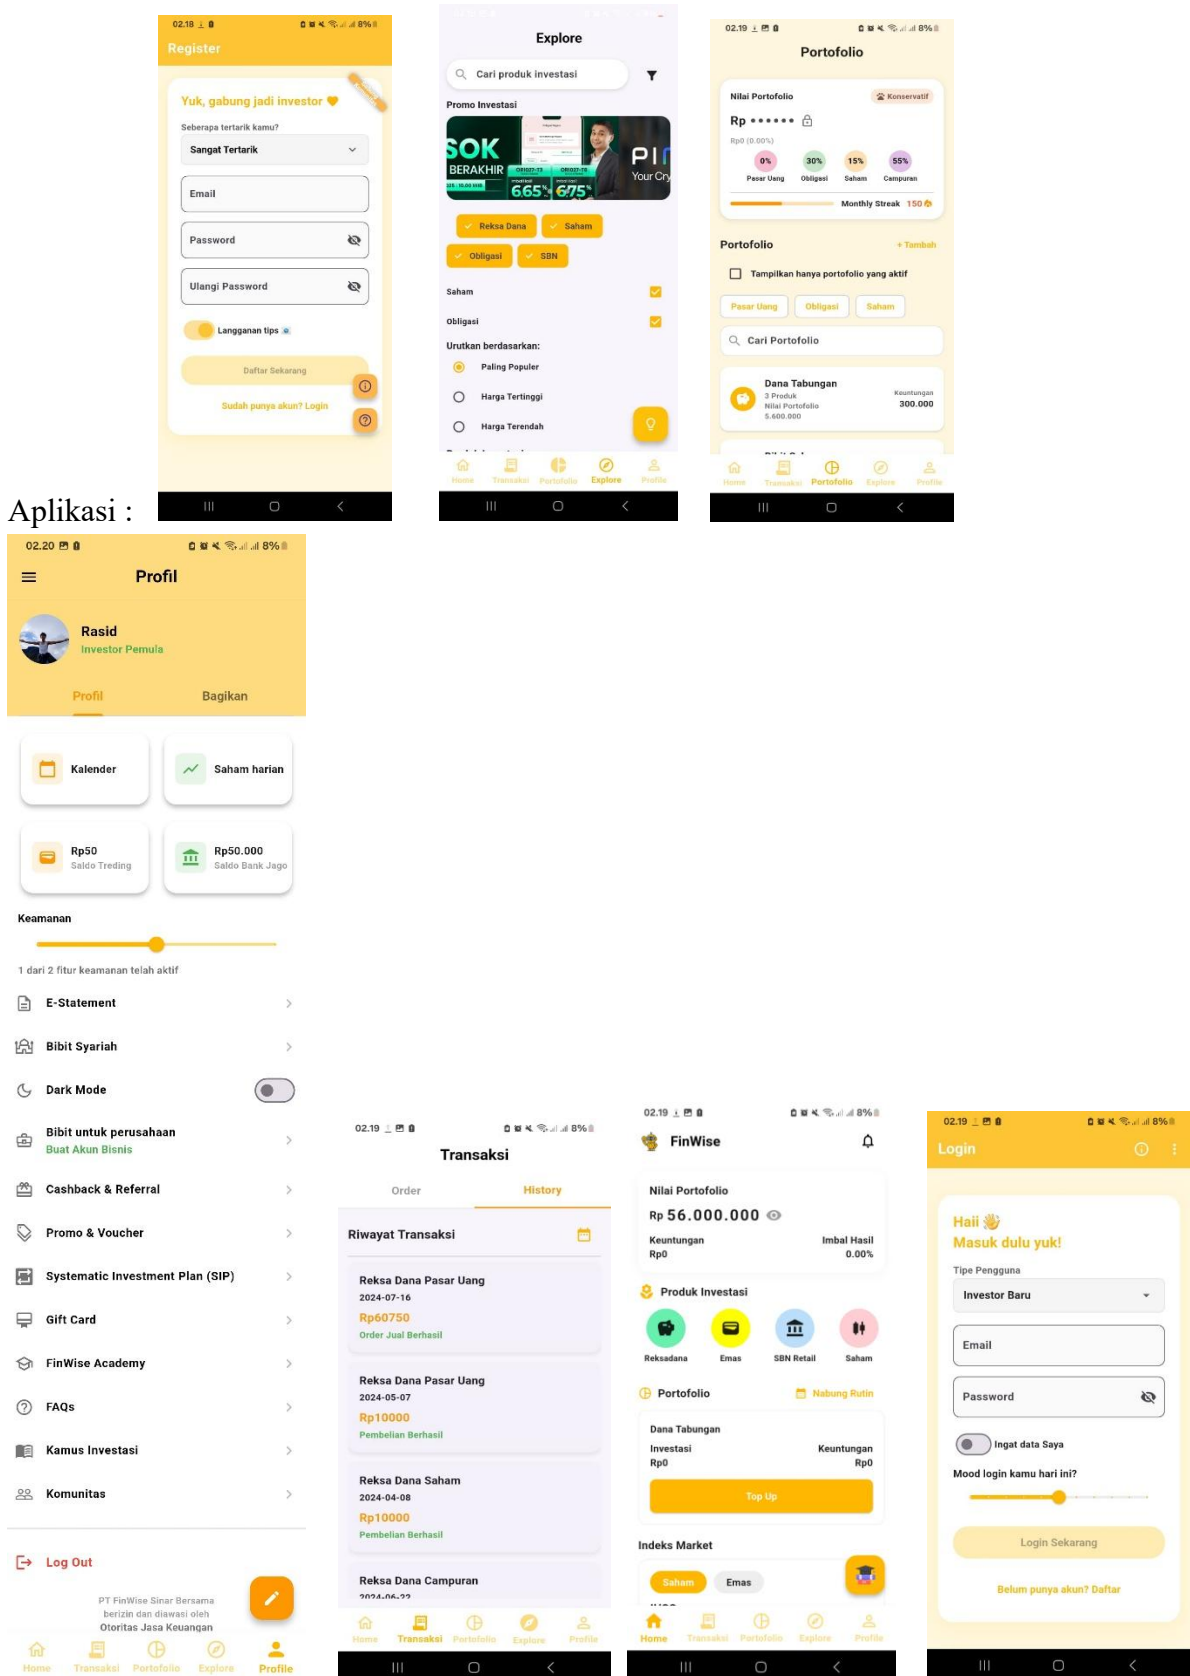 02.18
8%
Register
Yuk, gabung jadi investor
Seberapa tertarik kamu?
Sangat Tertarik
Email
Password
Ulangi Password
Langganan tips
Daftar Sekarang
Sudah punya akun? Login
Explore
Cari produk investasi
Promo Investasi
SOK
BERAKHIR
ORI027-T3
ORI027-T6
6.65%
6.75%
Your Cry
Reksa Dana
Saham
Obligasi
SBN
Saham
Obligasi
Urutkan berdasarkan:
Paling Populer
Harga Tertinggi
Harga Terendah
Home Transaksi Portofolio Explore Profile
02.19
8%
Portofolio
Nilai Portofolio
Konservatif
Rp ••••••
Rp0 (0.00%)
0% 30% 15% 55%
Pasar Uang Obligasi Saham Campuran
Monthly Streak 150
Portofolio
+ Tambah
Tampilkan hanya portofolio yang aktif
Pasar Uang Obligasi Saham
Cari Portofolio
Dana Tabungan
3 Produk
Nilai Portofolio
5.600.000
Keuntungan
300.000
Home Transaksi Portofolio Explore Profile
Aplikasi :
02.20
8%
Profil
Rasid
Investor Pemula
Profil Bagikan
Kalender
Saham harian
Rp50
Saldo Treding
Rp50.000
Saldo Bank Jago
Keamanan
1 dari 2 fitur keamanan telah aktif
E-Statement
Bibit Syariah
Dark Mode
Bibit untuk perusahaan
Buat Akun Bisnis
Cashback & Referral
Promo & Voucher
Systematic Investment Plan (SIP)
Gift Card
FinWise Academy
FAQs
Kamus Investasi
Komunitas
Log Out
PT FinWise Sinar Bersama
berizin dan diawasi oleh
Otoritas Jasa Keuangan
Home Transaksi Portofolio Explore Profile
02.19
8%
Transaksi
Order History
Riwayat Transaksi
Reksa Dana Pasar Uang
2024-07-16
Rp60750
Order Jual Berhasil
Reksa Dana Pasar Uang
2024-05-07
Rp10000
Pembelian Berhasil
Reksa Dana Saham
2024-04-08
Rp10000
Pembelian Berhasil
Reksa Dana Campuran
2024-06-22
Home Transaksi Portofolio Explore Profile
02.19
8%
FinWise
Nilai Portofolio
Rp 56.000.000
Keuntungan Imbal Hasil
Rp0 0.00%
Produk Investasi
Reksadana Emas SBN Retail Saham
Portofolio
Nabung Rutin
Dana Tabungan
Investasi Keuntungan
Rp0 Rp0
Top Up
Indeks Market
Saham Emas
Home Transaksi Portofolio Explore Profile
02.19
8%
Login
Haii
Masuk dulu yuk!
Tipe Pengguna
Investor Baru
Email
Password
Ingat data Saya
Mood login kamu hari ini?
Login Sekarang
Belum punya akun? Daftar